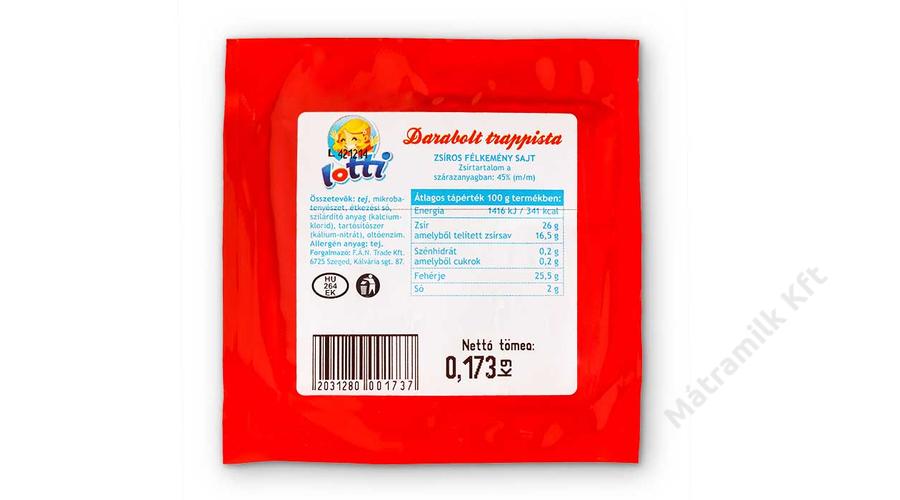 L 421214
lotti
Darabolt trappista
ZSÍROS FÉLKEMÉNY SAJT
Zsírtartalom a
szárazanyagban: 45% (m/m)
Összetevők: tej, mikroba-
tenyészet, étkezési só,
szilárdító anyag (kalcium-
klorid), tartósítószer
(kálium-nitrát), oltóenzim.
Allergén anyag: tej.
Forgalmazó: F.A.N. Trade Kft.
6725 Szeged, Kálvária sgt. 87.
HU
264
EK
Átlagos tápérték 100 g termékben:
Energia 1416 kJ / 341 kcal
Zsír 26 g
amelyből telített zsírsav 16,5 g
Szénhidrát 0,2 g
amelyből cukrok 0,2 g
Fehérje 25,5 g
Só 2 g
Nettó tömeg:
0,173 kg
2031280 001737
Mátramilk Kft